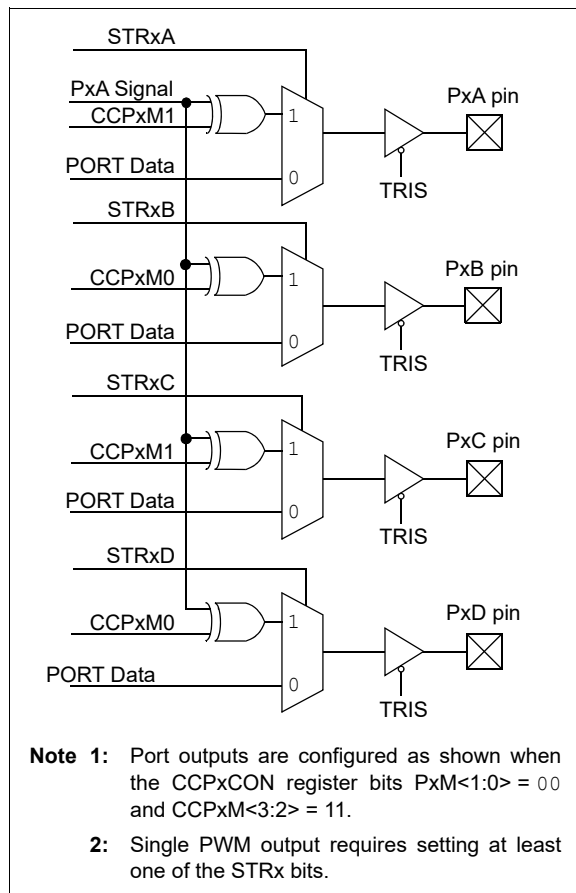 STRxA
PxA Signal
CCPxM1
PORT Data
1
0
PxA pin
TRIS
STRxB
CCPxM0
PORT Data
1
0
PxB pin
TRIS
STRxC
CCPxM1
PORT Data
1
0
PxC pin
TRIS
STRxD
CCPxM0
PORT Data
1
0
PxD pin
TRIS
Note 1: Port outputs are configured as shown when
the CCPxCON register bits PxM<1:0> = 00
and CCPxM<3:2> = 11.
2: Single PWM output requires setting at least
one of the STRx bits.